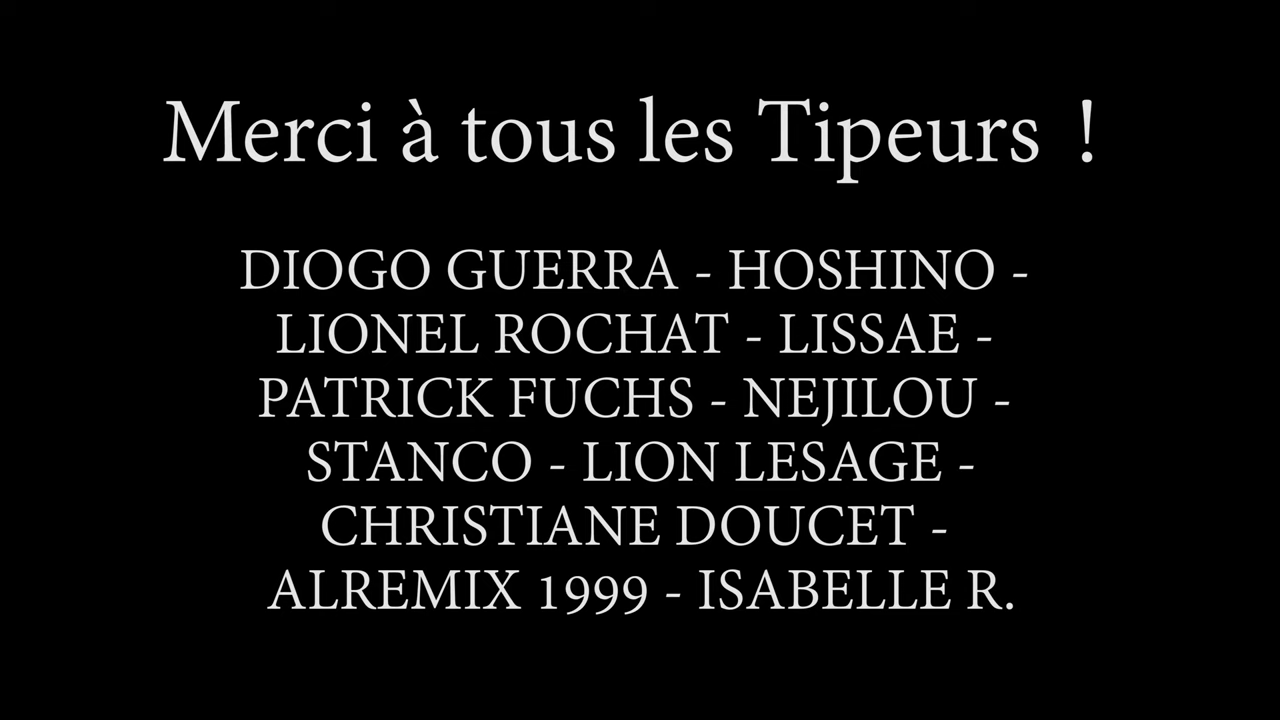 Merci à tous les Tipeurs !
DIOGO GUERRA - HOSHINO -
LIONEL ROCHAT - LISSAE -
PATRICK FUCHS - NEJILOU -
STANCO - LION LESAGE -
CHRISTIANE DOUCET -
ALREMIX 1999 - ISABELLE R.